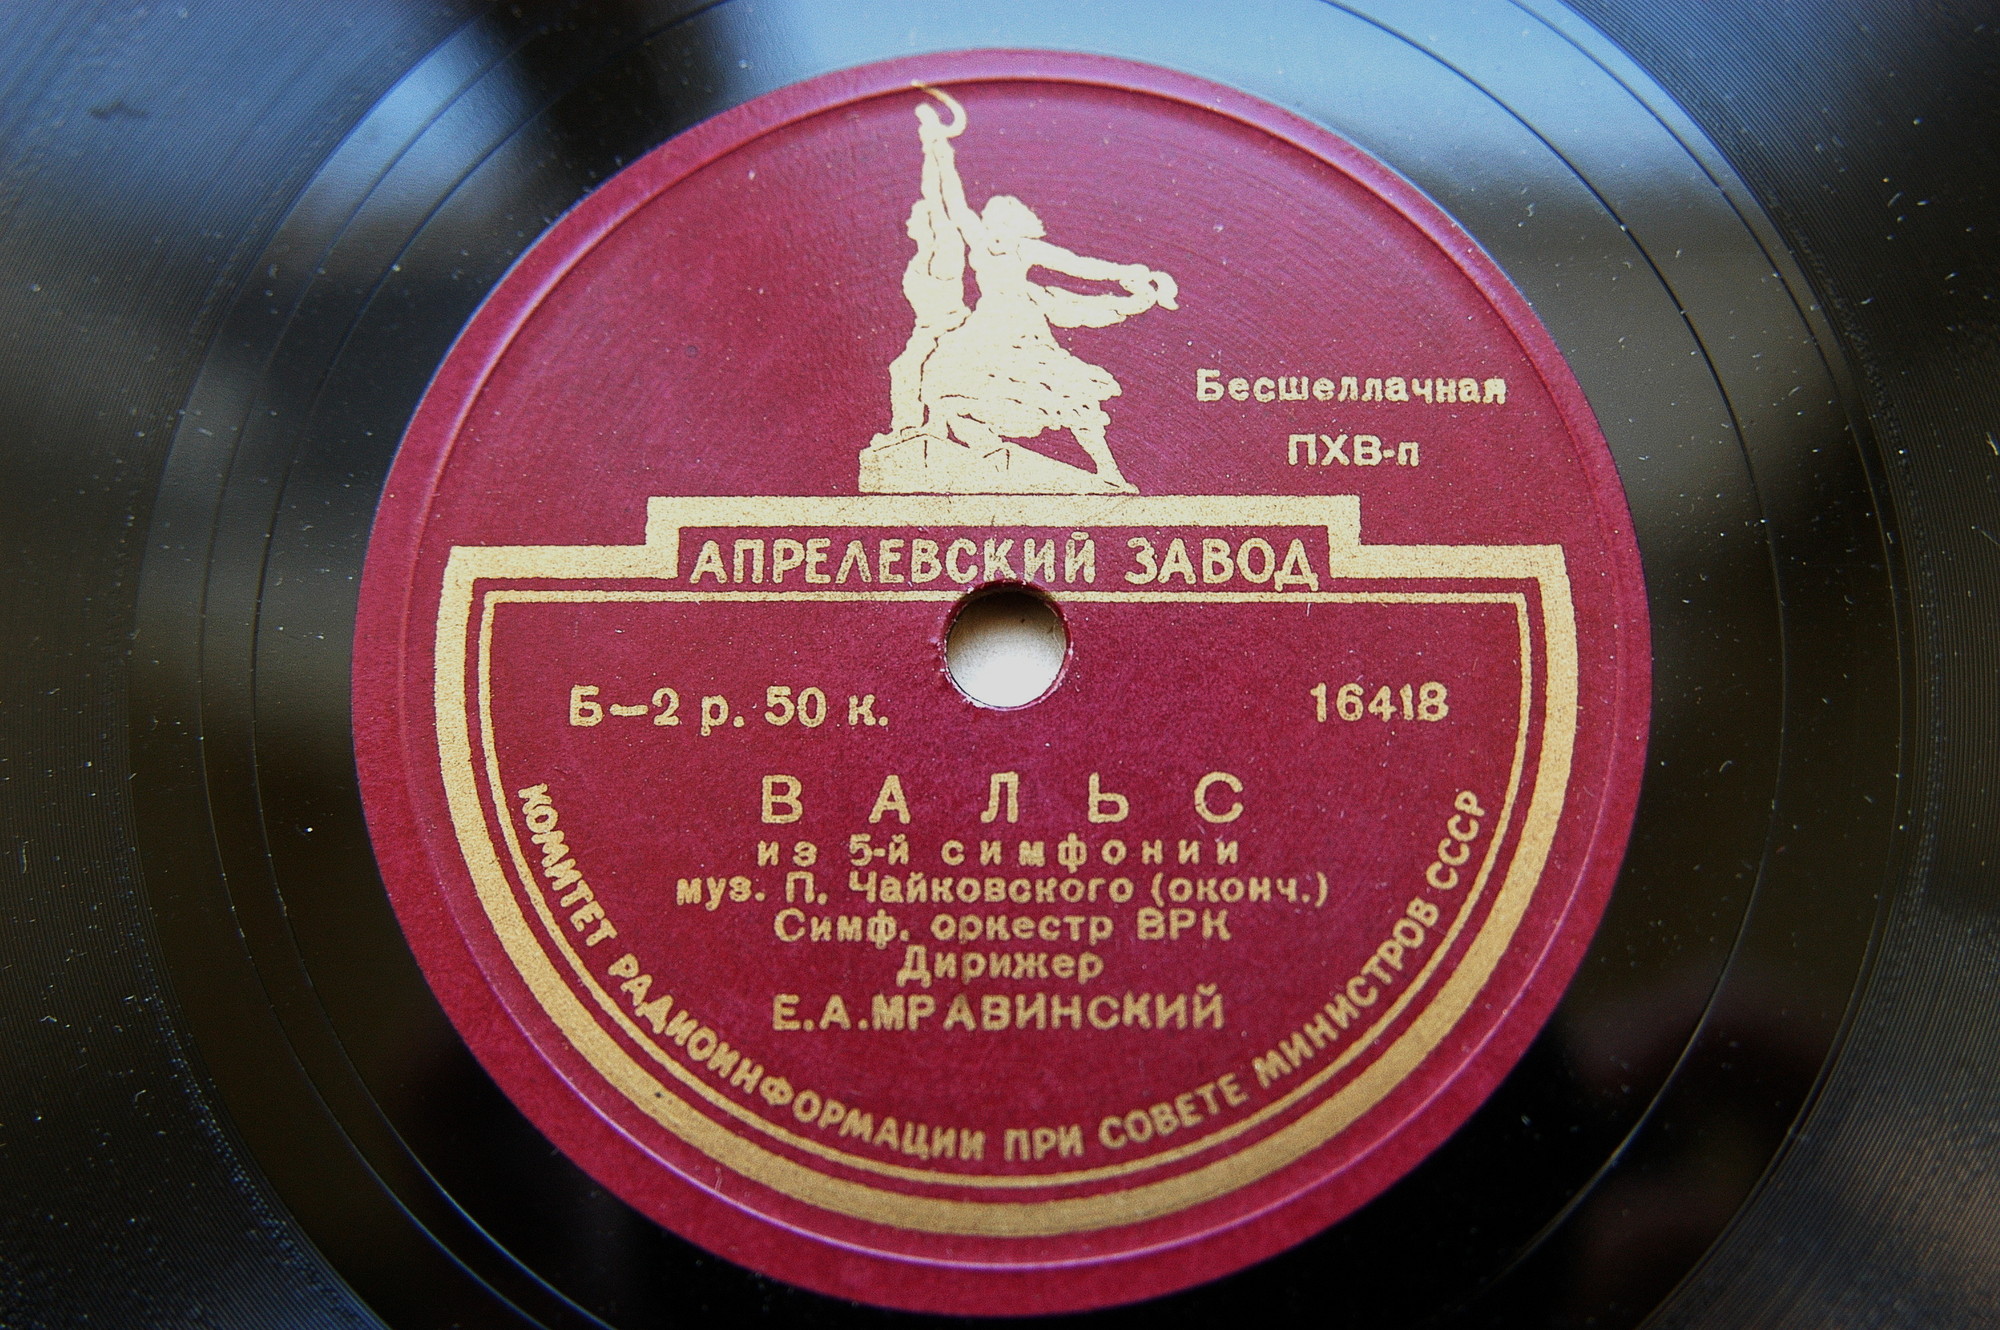 Бесшеллачная
ПХВ-п
АПРЕЛЕВСКИЙ ЗАВОД
Б—2 р. 50 к.
16418
ВАЛЬС
из 5-й симфонии
муз. П. Чайковского (оконч.)
Симф. оркестр ВРК
Дирижер
Е.А.МРАВИНСКИЙ
КОМИТЕТ РАДИОИНФОРМАЦИИ ПРИ СОВЕТЕ МИНИСТРОВ СССР